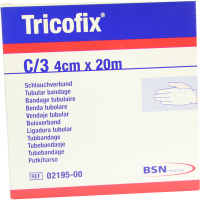 Tricofix®
C/3 4cm x 20m
Schlauchverband
Tubular bandage
Bandage tubulaire
Benda tubolare
Vendaje tubular
Buisverband
Ligadura tubular
Tubbandage
Tubebandasje
Tubebandage
Putkiharso
REF 02195-00
BSN medical